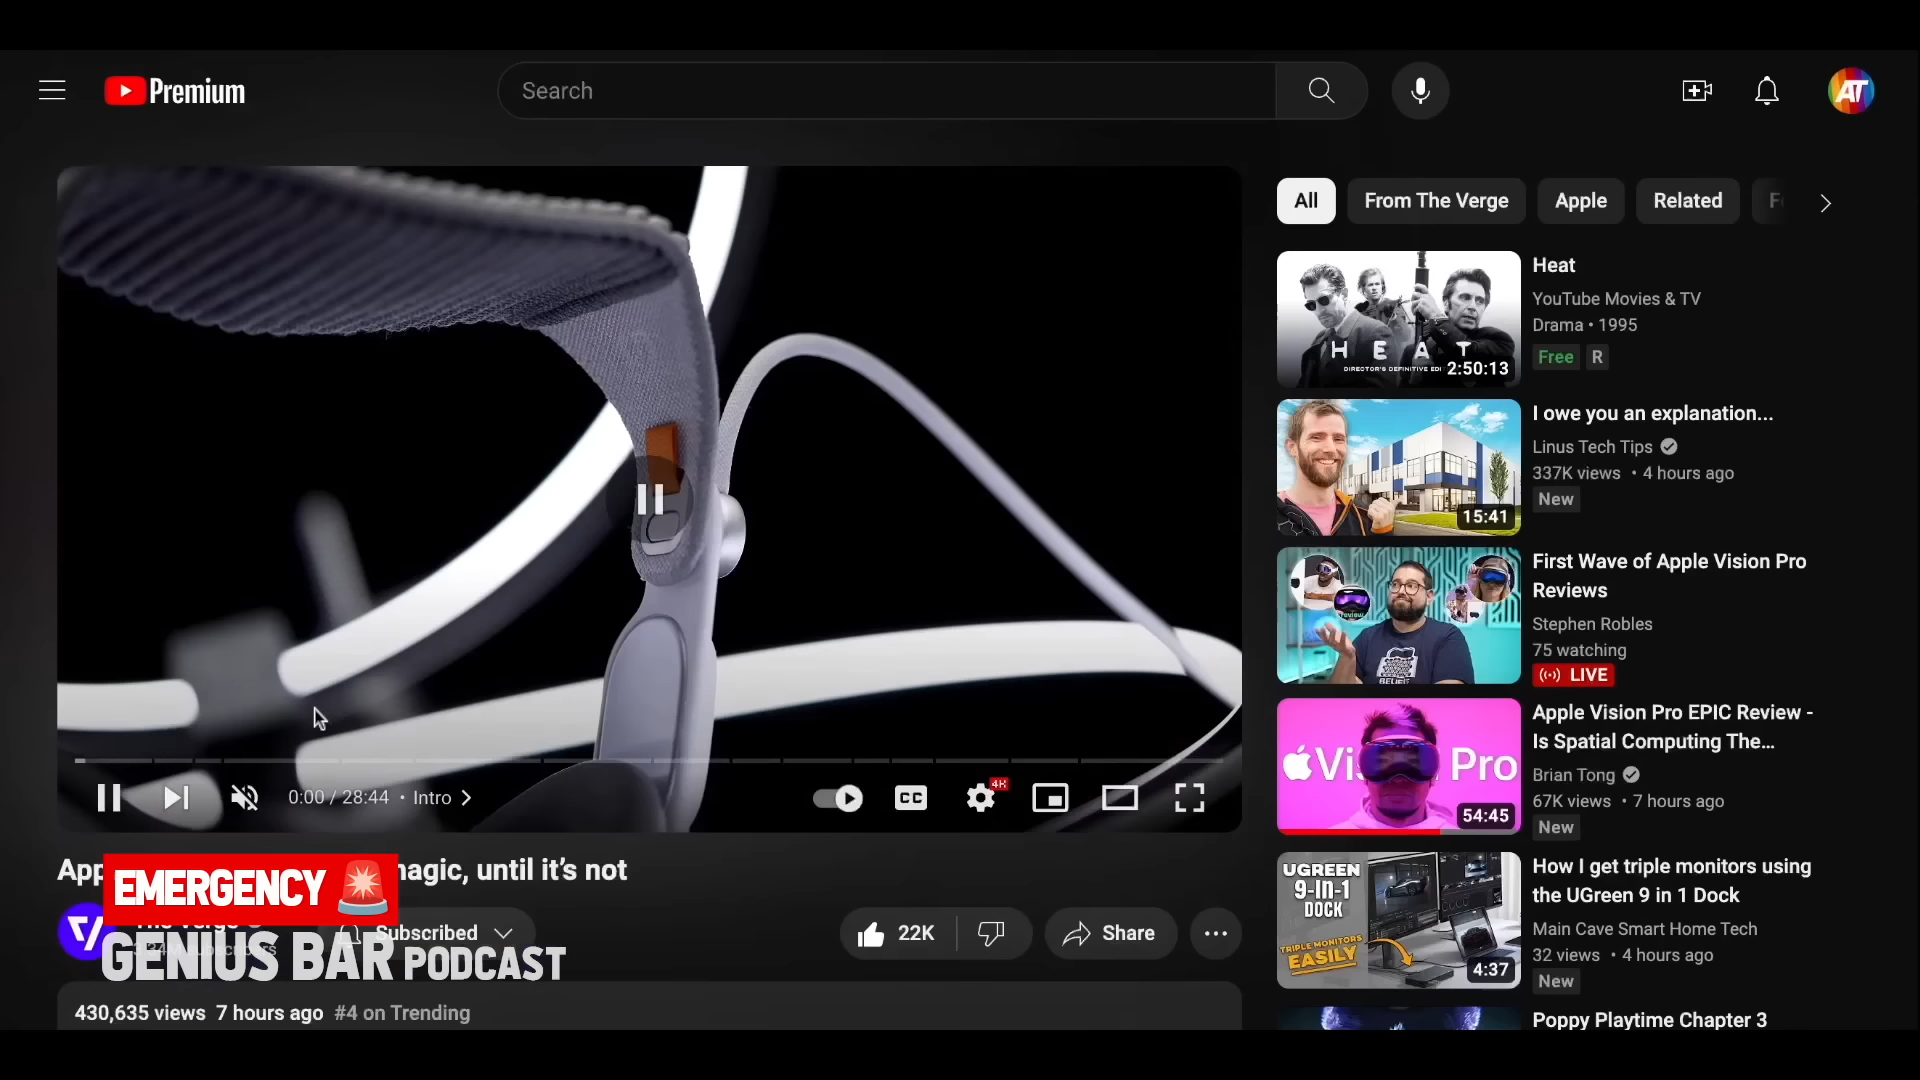 Premium
Search
AT
All
From The Verge
Apple
Related
HEAT
DIRECTOR'S DEFINITIVE EDI
2:50:13
Heat
YouTube Movies & TV
Drama • 1995
Free R
15:41
I owe you an explanation...
Linus Tech Tips
337K views • 4 hours ago
New
First Wave of Apple Vision Pro
Reviews
Stephen Robles
75 watching
LIVE
Vi Pro
54:45
Apple Vision Pro EPIC Review -
Is Spatial Computing The...
Brian Tong
67K views • 7 hours ago
New
UGREEN
9-IN-1
DOCK
TRIPLE MONITORS
EASILY
4:37
How I get triple monitors using
the UGreen 9 in 1 Dock
Main Cave Smart Home Tech
32 views • 4 hours ago
New
Poppy Playtime Chapter 3
0:00 / 28:44 • Intro
CC
4K
App
agic, until it's not
EMERGENCY
Subscribed
22K
Share
GENIUS BAR PODCAST
430,635 views 7 hours ago #4 on Trending